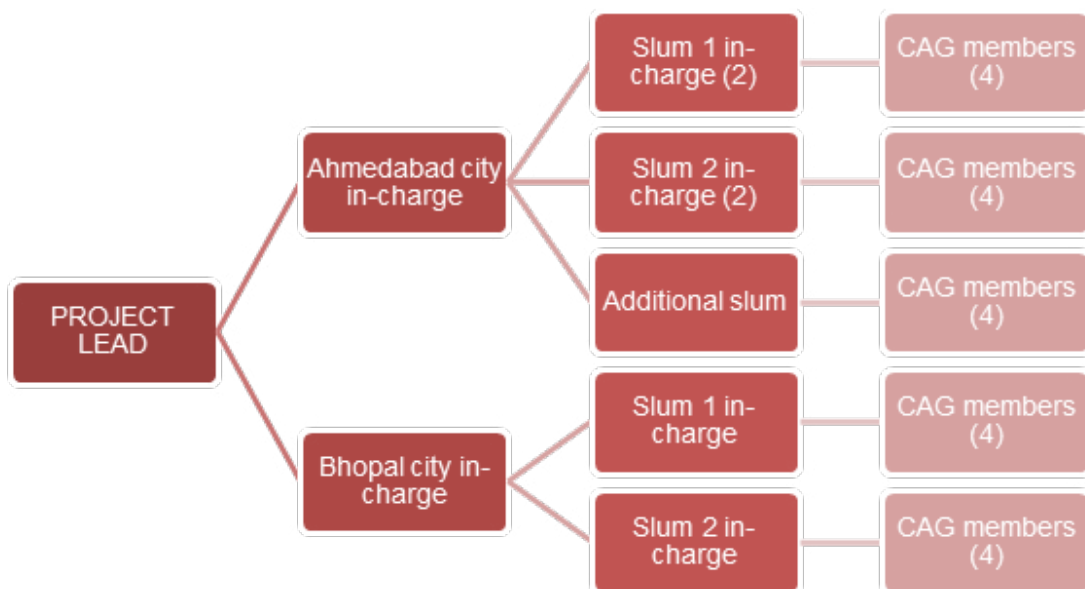 PROJECT
LEAD
Ahmedabad city
in-charge
Slum 1 in-
charge (2)
CAG members
(4)
Slum 2 in-
charge (2)
CAG members
(4)
Additional slum
CAG members
(4)
Bhopal city in-
charge
Slum 1 in-
charge
CAG members
(4)
Slum 2 in-
charge
CAG members
(4)